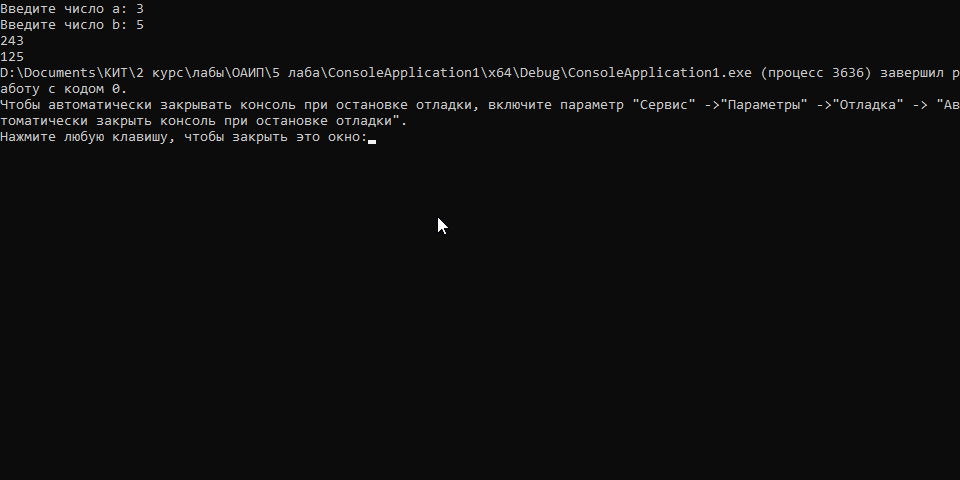 Введите число a: 3
Введите число b: 5
243
125
D:\Documents\КИТ\2 курс\лабы\ОАИП\5 лаба\ConsoleApplication1\x64\Debug\ConsoleApplication1.exe (процесс 3636) завершил р
аботу с кодом 0.
Чтобы автоматически закрывать консоль при остановке отладки, включите параметр "Сервис" ->"Параметры" ->"Отладка" -> "Ав
томатически закрыть консоль при остановке отладки".
Нажмите любую клавишу, чтобы закрыть это окно: